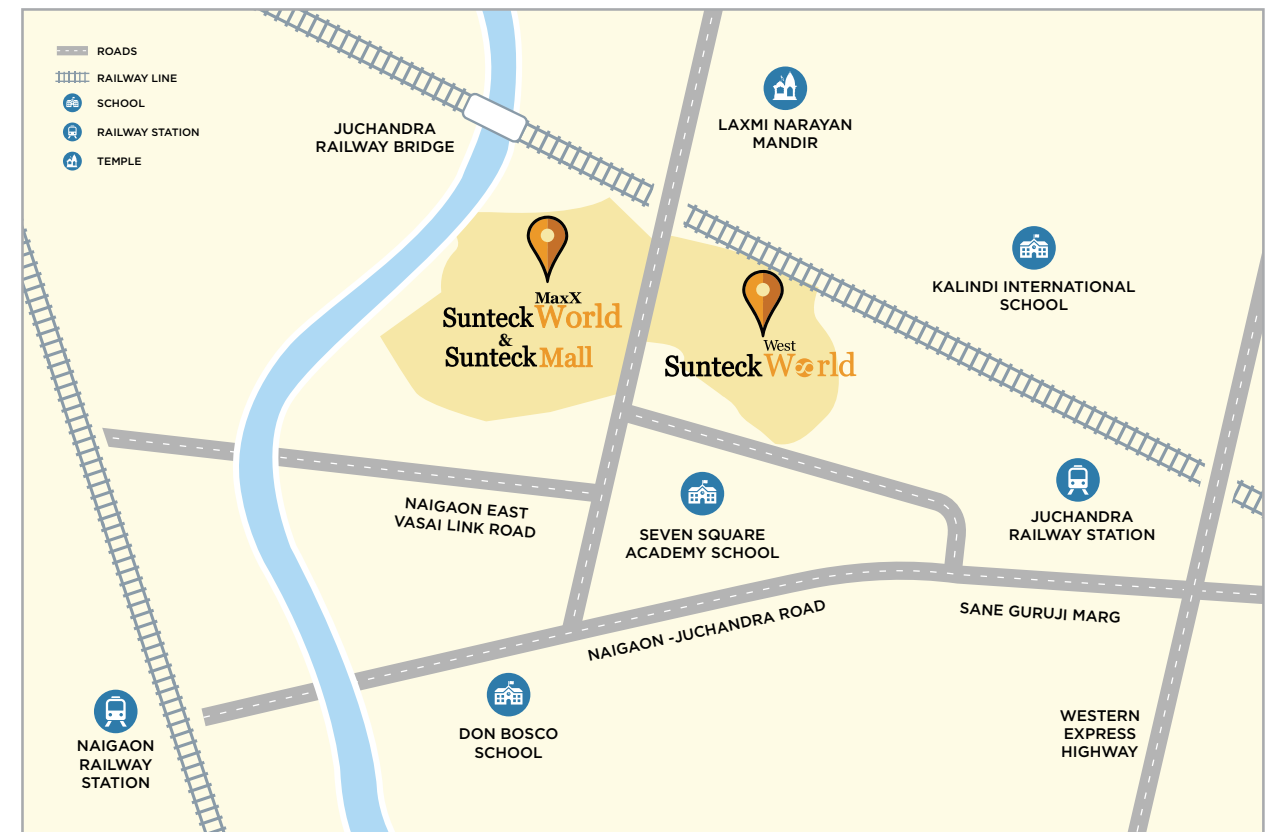 ROADS
RAILWAY LINE
SCHOOL
RAILWAY STATION
TEMPLE
JUCHANDRA
RAILWAY BRIDGE
LAXMI NARAYAN
MANDIR
KALINDI INTERNATIONAL
SCHOOL
MaxX
Sunteck World
&
Sunteck Mall
West
Sunteck World
NAIGAON EAST
VASAI LINK ROAD
SEVEN SQUARE
ACADEMY SCHOOL
JUCHANDRA
RAILWAY STATION
NAIGAON -JUCHANDRA ROAD
SANE GURUJI MARG
NAIGAON
RAILWAY
STATION
DON BOSCO
SCHOOL
WESTERN
EXPRESS
HIGHWAY